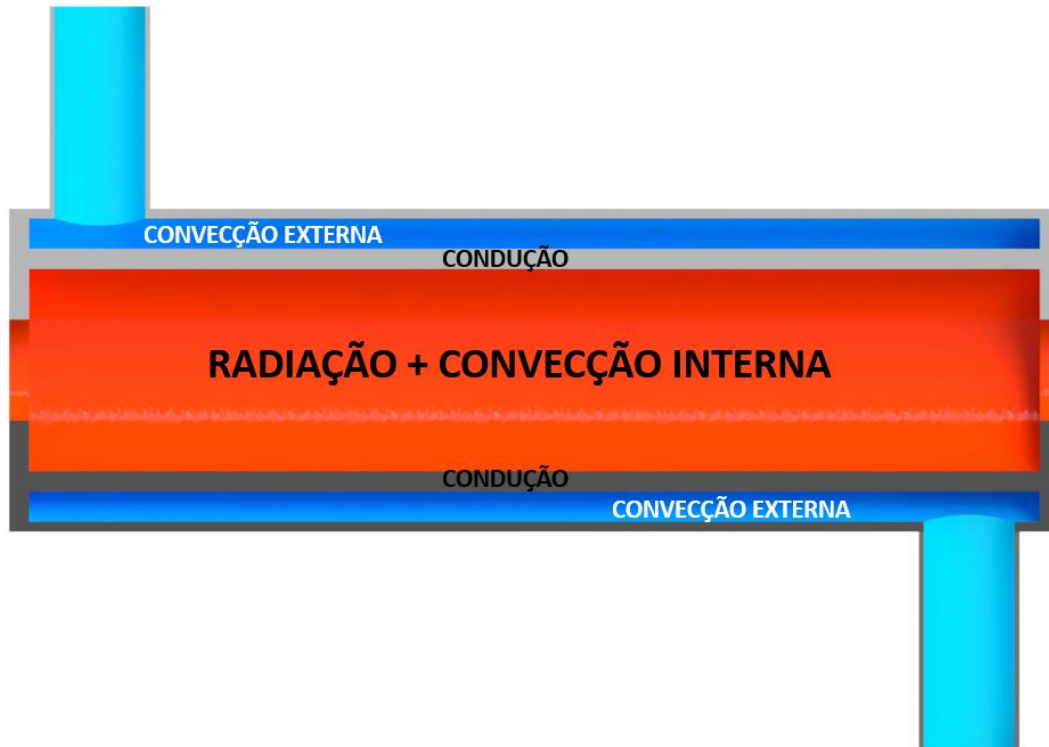 CONVECÇÃO EXTERNA
CONDUÇÃO
RADIAÇÃO + CONVECÇÃO INTERNA
CONDUÇÃO
CONVECÇÃO EXTERNA